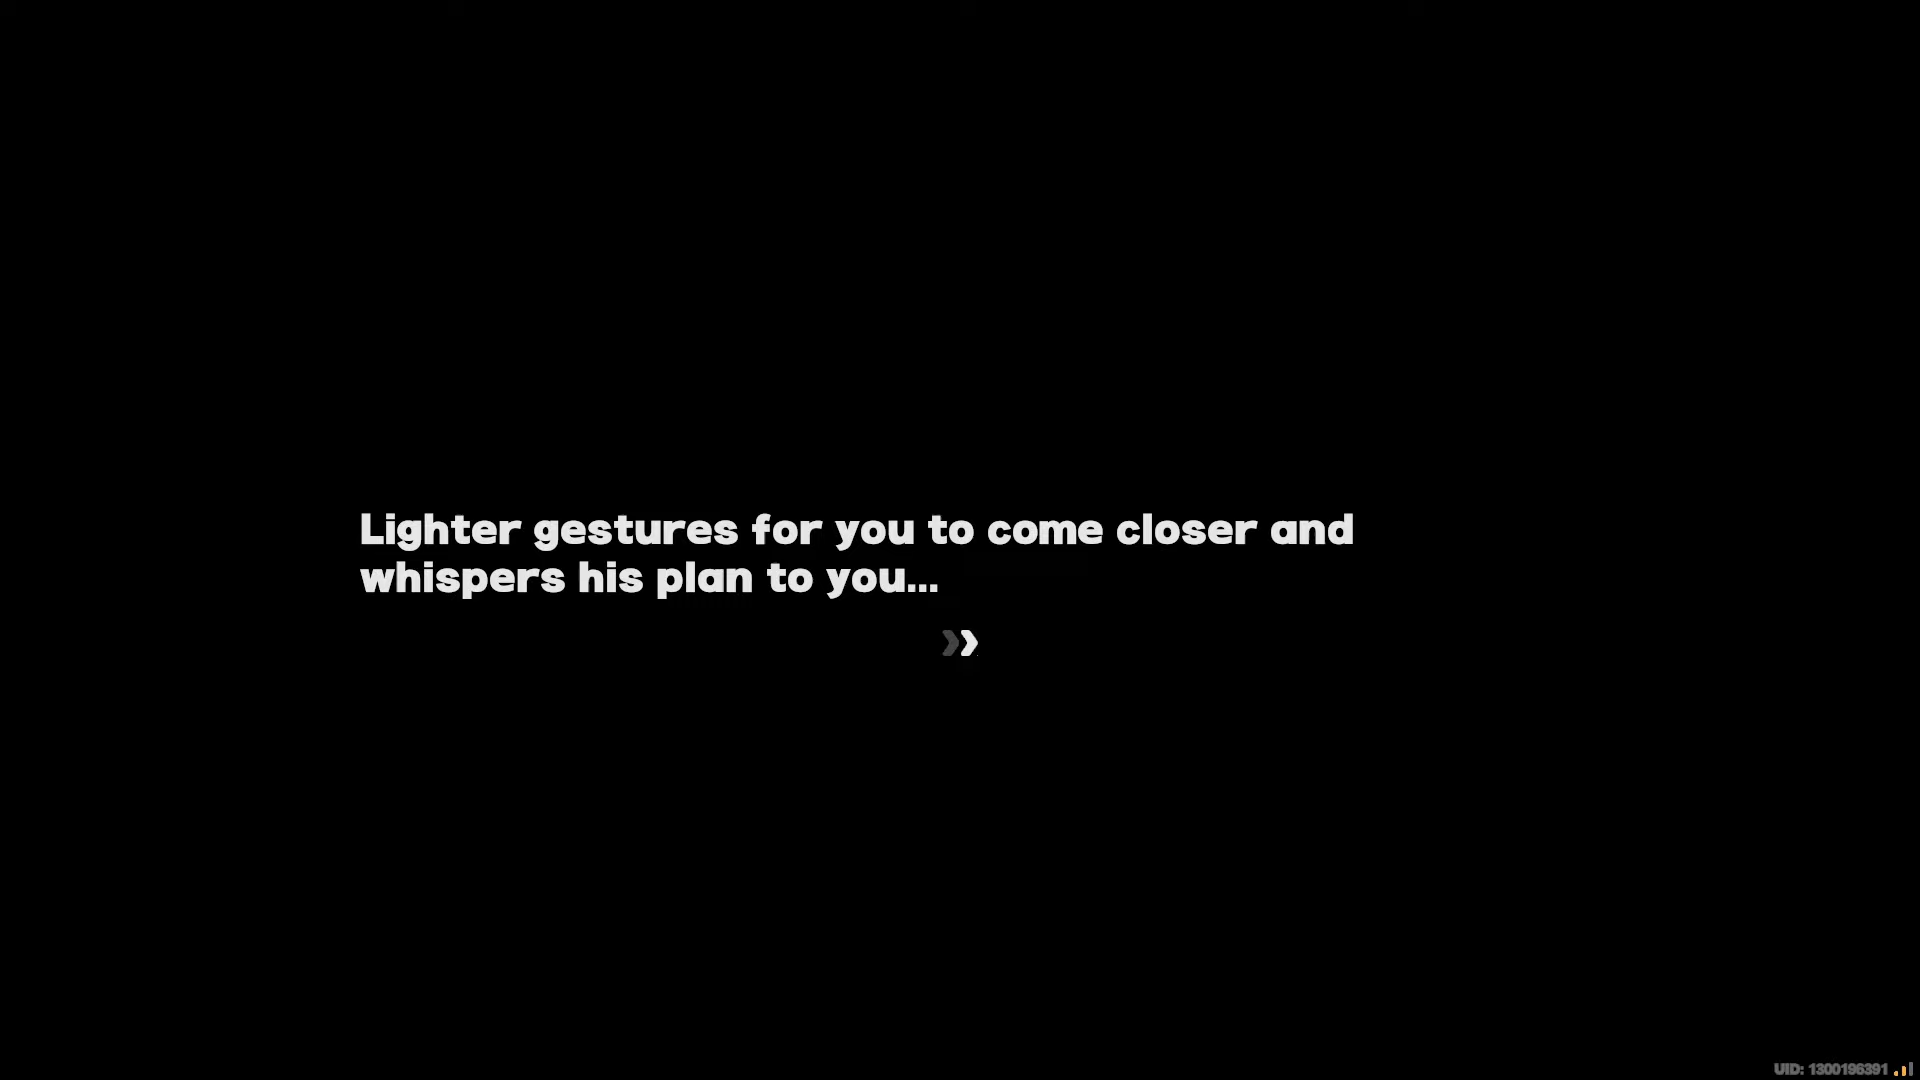 Lighter gestures for you to come closer and
whispers his plan to you...
UID: 1300196391